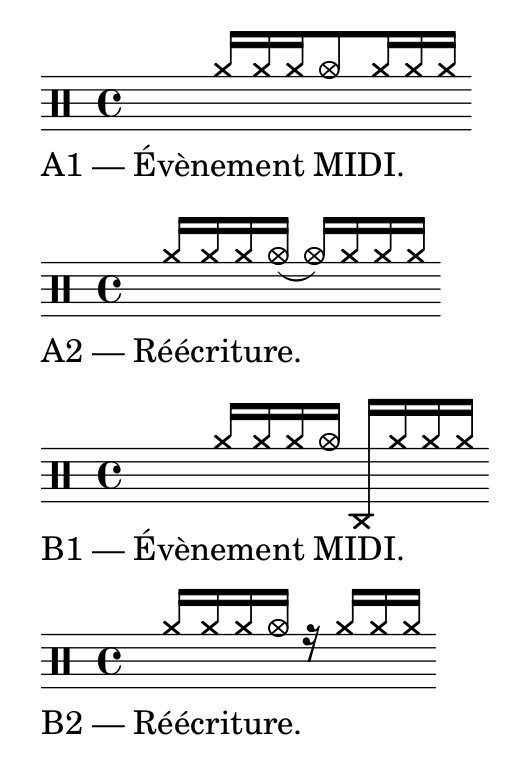 A1 — Évènement MIDI.
A2 — Réécriture.
B1 — Évènement MIDI.
B2 — Réécriture.